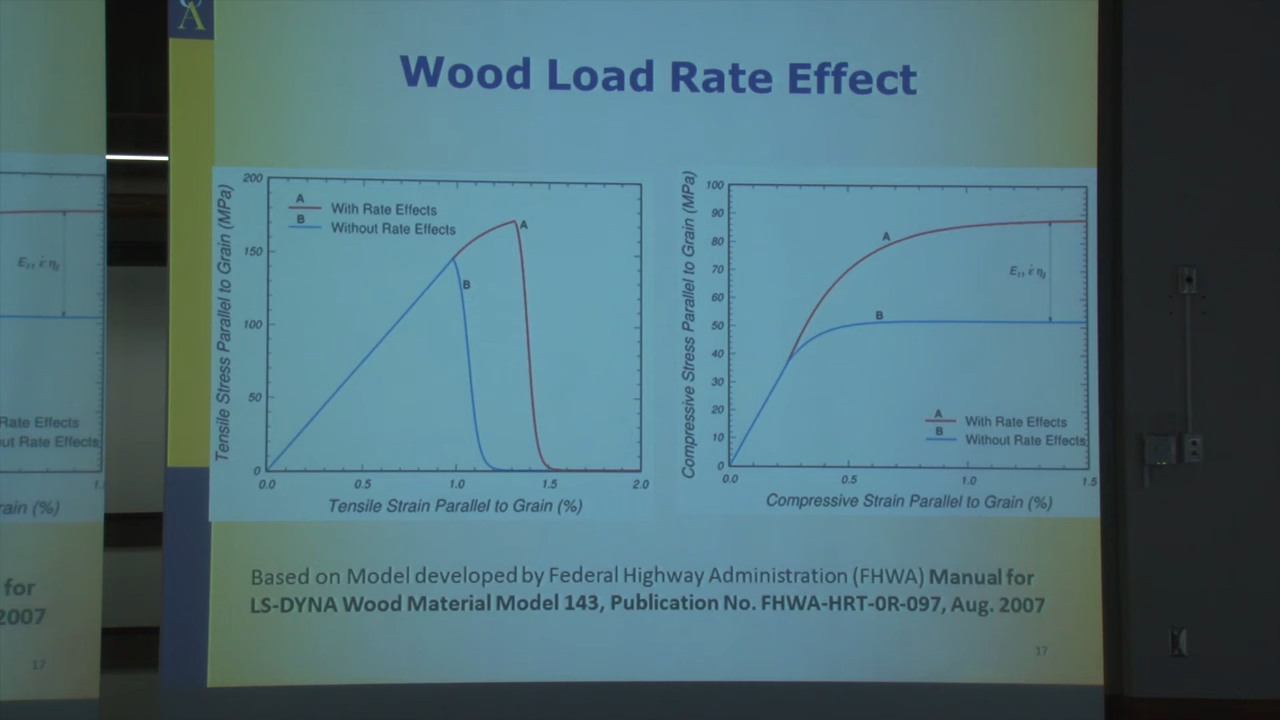 CA
Wood Load Rate Effect
Tensile Stress Parallel to Grain (MPa)
200
150
100
50
0
A
With Rate Effects
B
Without Rate Effects
A
B
0.0 0.5 1.0 1.5 2.0
Tensile Strain Parallel to Grain (%)
Compressive Stress Parallel to Grain (MPa)
100
90
80
70
60
50
40
30
20
10
0
A
B
A
With Rate Effects
B
Without Rate Effects
0.0 0.5 1.0 1.5
Compressive Strain Parallel to Grain (%)
Based on Model developed by Federal Highway Administration (FHWA) Manual for
LS-DYNA Wood Material Model 143, Publication No. FHWA-HRT-0R-097, Aug. 2007
17
Rate Effects
ut Rate Effects
rain (%)
for
2007
17